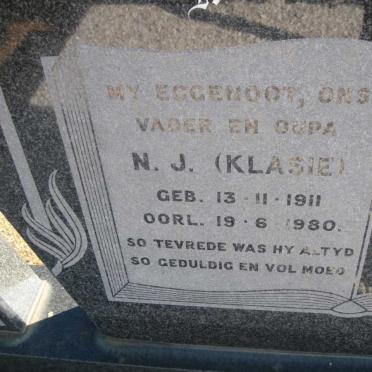 MY EGGENOOT, ONS
VADER EN OUPA
N. J. (KLASIE)
GEB. 13-11-1911
OORL. 19-6-1980.
SO TEVREDE WAS HY ALTYD
SO GEDULDIG EN VOL MOED